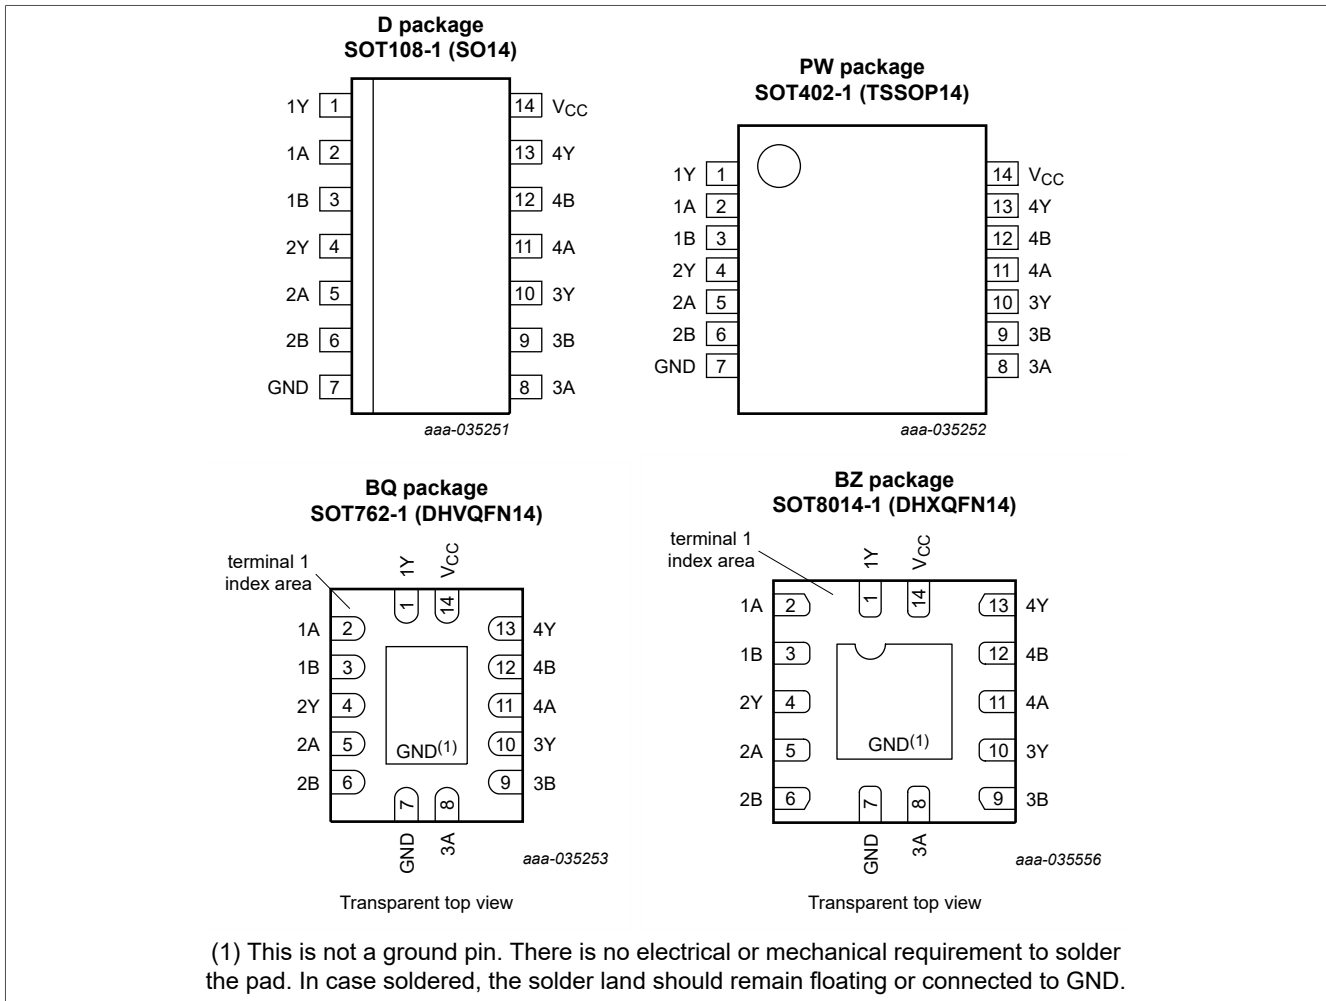 D package
SOT108-1 (SO14)
1Y 1 14 VCC
1A 2 13 4Y
1B 3 12 4B
2Y 4 11 4A
2A 5 10 3Y
2B 6 9 3B
GND 7 8 3A
aaa-035251
PW package
SOT402-1 (TSSOP14)
1Y 1 14 VCC
1A 2 13 4Y
1B 3 12 4B
2Y 4 11 4A
2A 5 10 3Y
2B 6 9 3B
GND 7 8 3A
aaa-035252
BQ package
SOT762-1 (DHVQFN14)
terminal 1
index area
1Y VCC
1 14
1A 2 13 4Y
1B 3 12 4B
2Y 4 11 4A
2A 5 10 3Y
GND(1)
2B 6 9 3B
7 8
GND 3A
aaa-035253
Transparent top view
BZ package
SOT8014-1 (DHXQFN14)
terminal 1
index area
1Y VCC
1 14
1A 2 13 4Y
1B 3 12 4B
2Y 4 11 4A
GND(1)
2A 5 10 3Y
2B 6 9 3B
7 8
GND 3A
aaa-035556
Transparent top view
(1) This is not a ground pin. There is no electrical or mechanical requirement to solder
the pad. In case soldered, the solder land should remain floating or connected to GND.